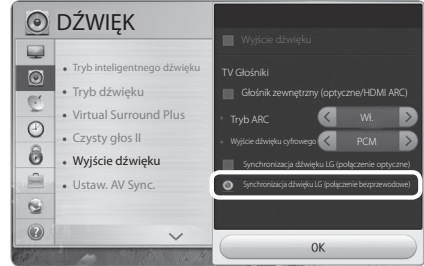 DŹWIĘK
Tryb inteligentnego dźwięku
Tryb dźwięku
Virtual Surround Plus
Czysty głos II
Wyjście dźwięku
Ustaw. AV Sync.
Wyjście dźwięku
TV Głośniki
Głośnik zewnętrzny (optyczne/HDMI ARC)
Tryb ARC
Wł.
Wyjście dźwięku cyfrowego
PCM
Synchronizacja dźwięku LG (połączenie optyczne)
Synchronizacja dźwięku LG (połączenie bezprzewodowe)
OK